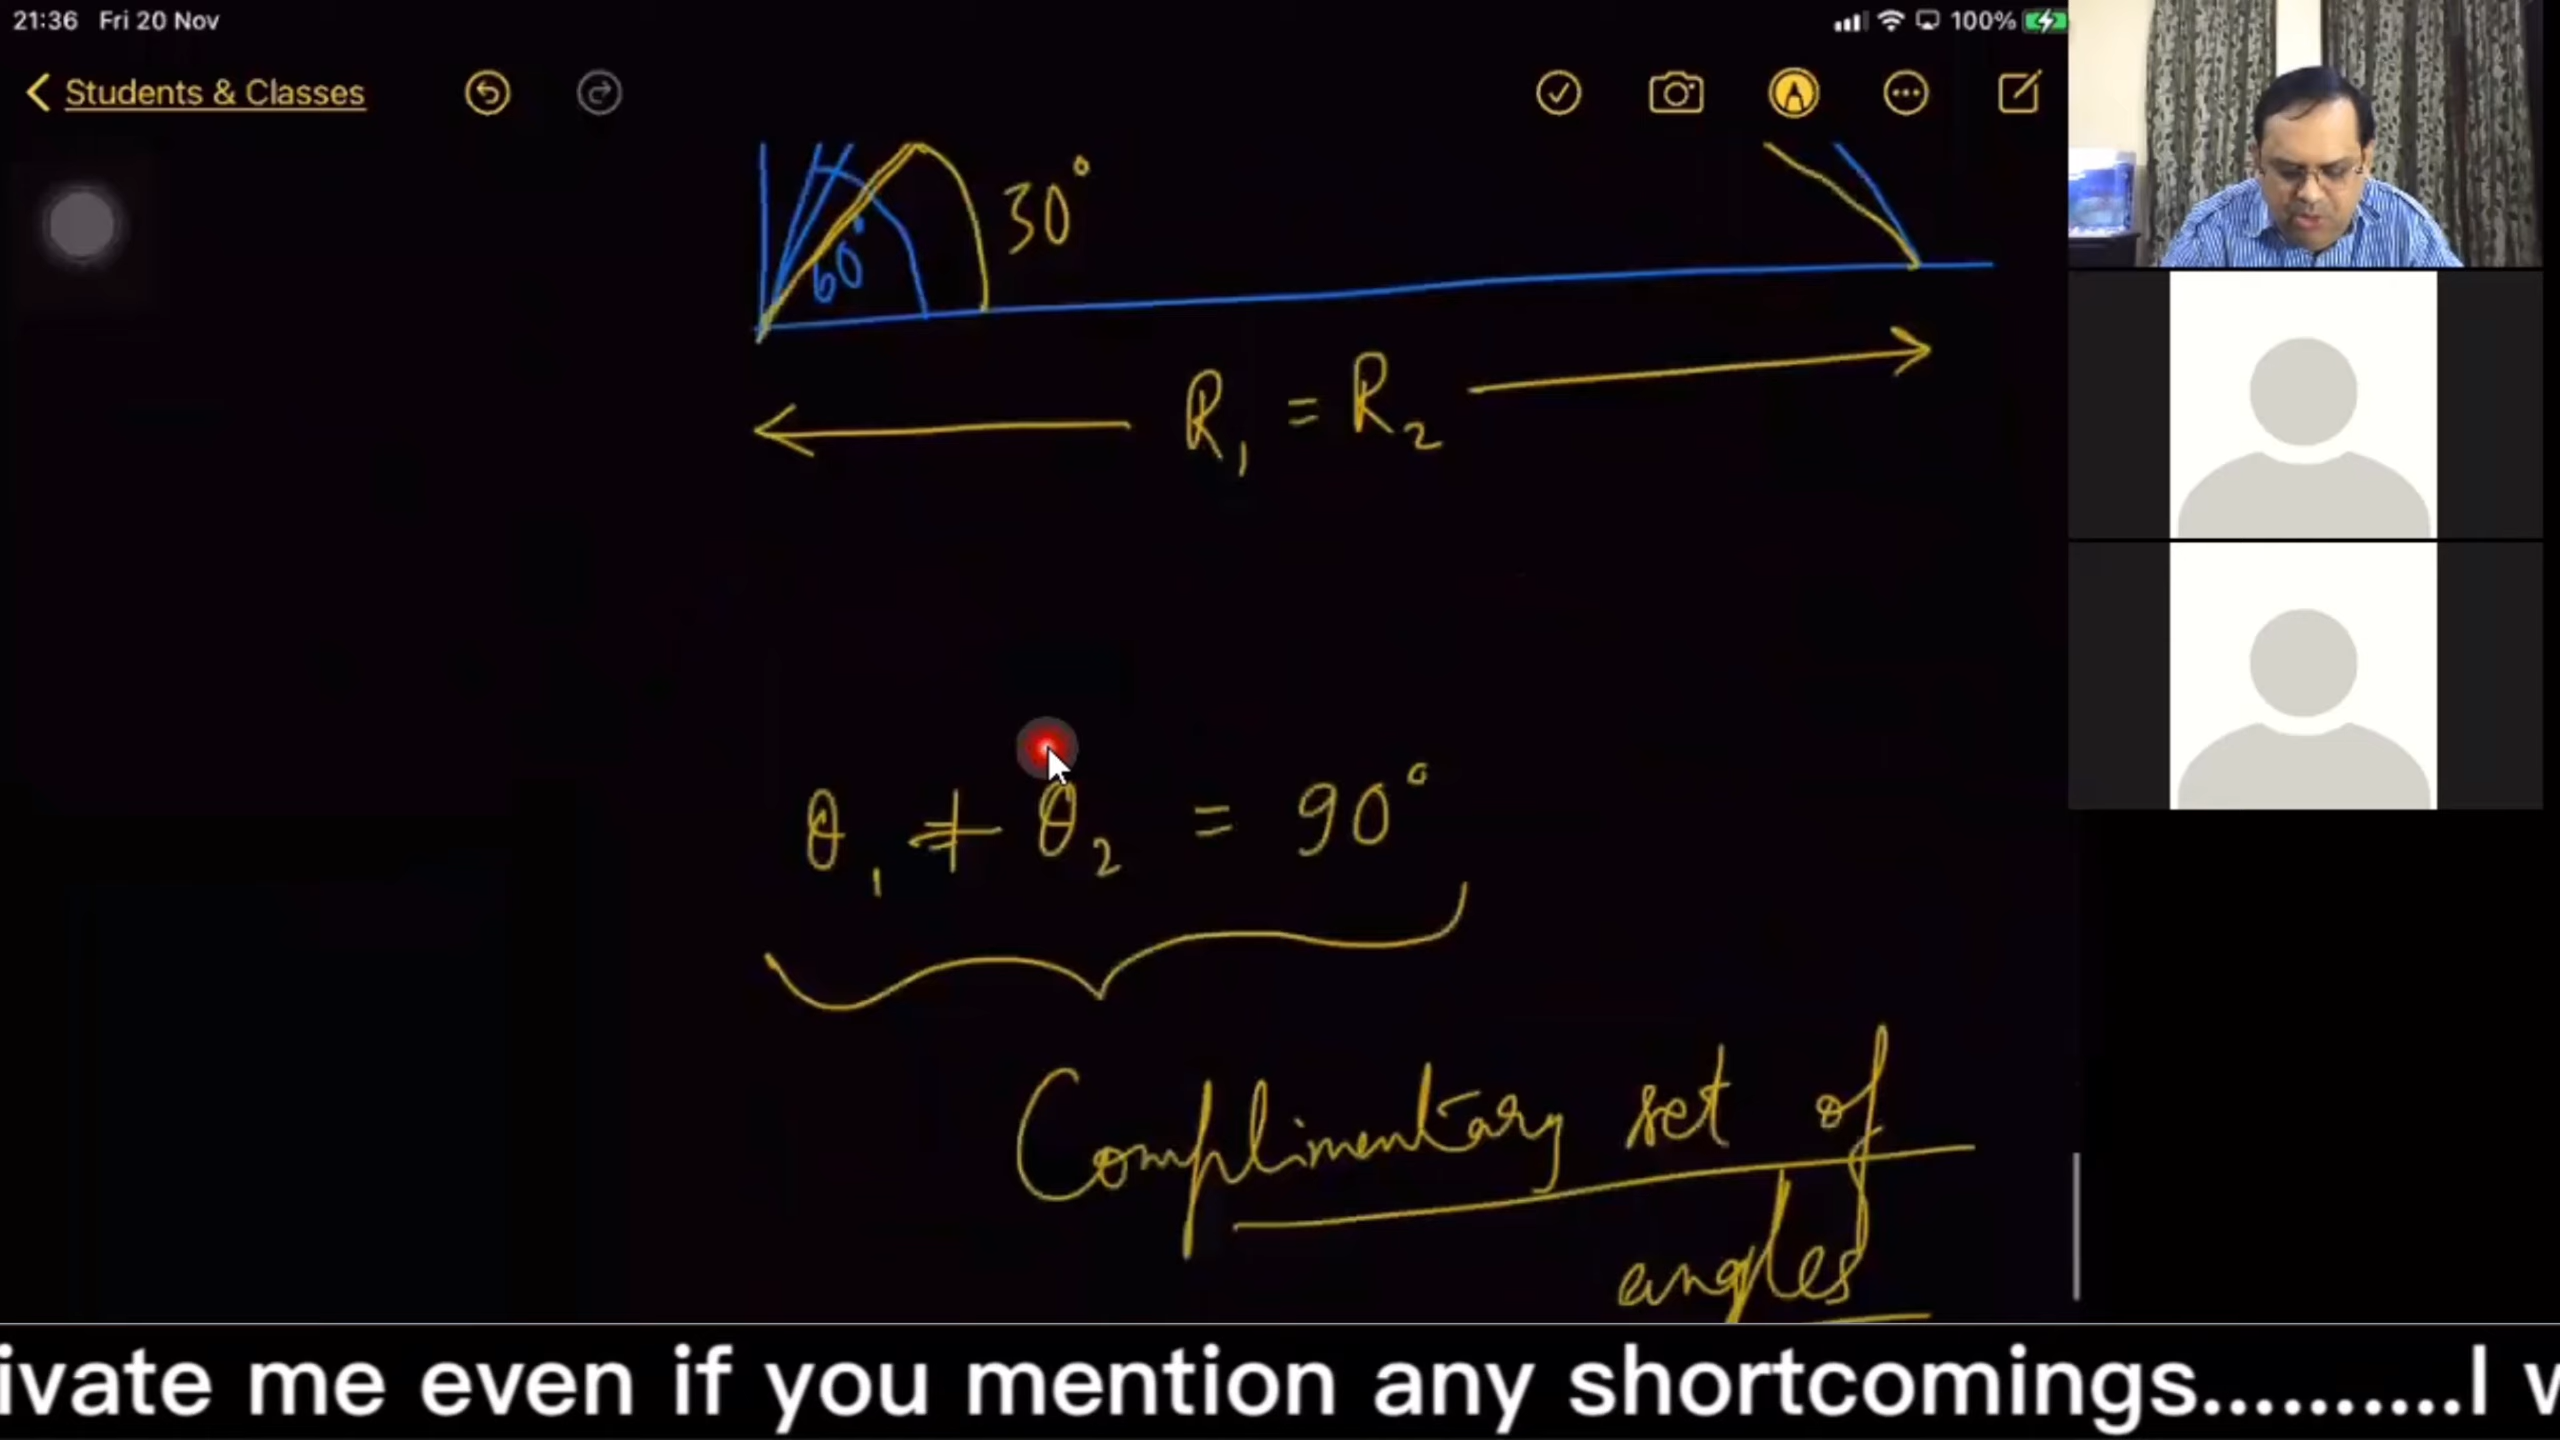 21:36 Fri 20 Nov
100%
Students & Classes
30°
60°
R₁ = R₂
θ₁ + θ₂ = 90°
Complimentary set of
angles
ivate me even if you mention any shortcomings..........I w